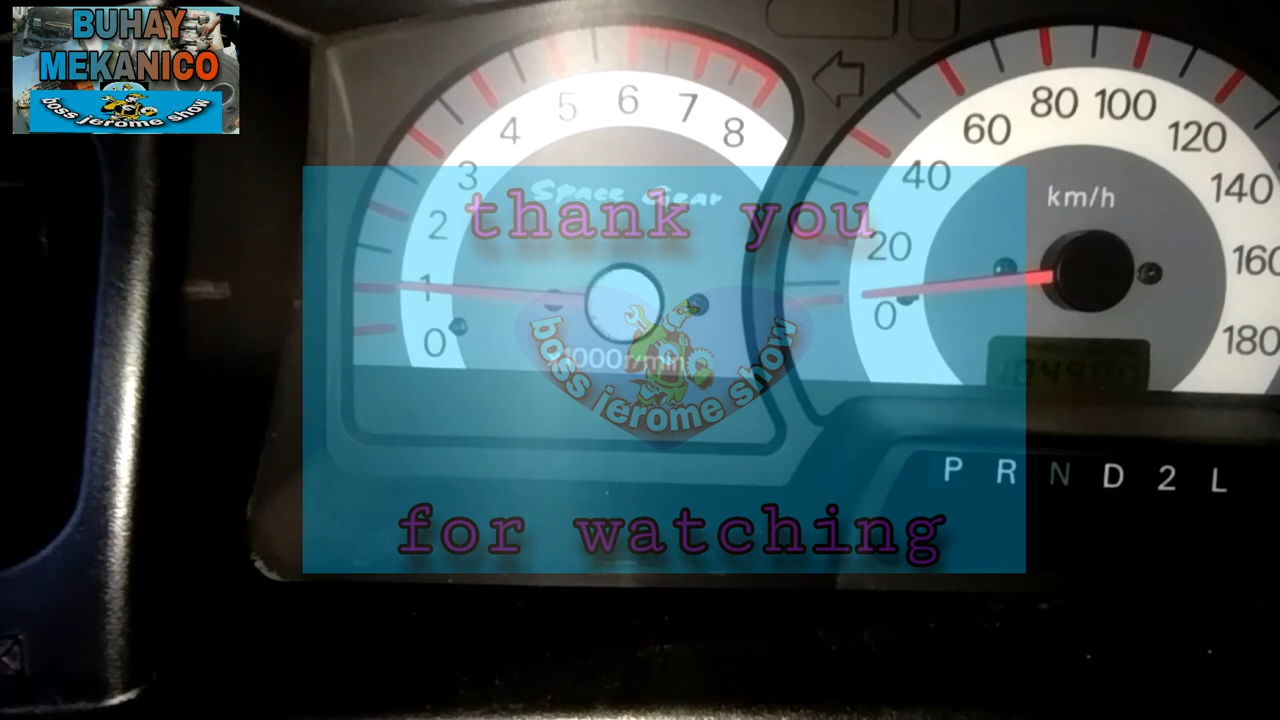 BUHAY
MEKANICO
boss jerome show
Space Gear
thank you
0 1 2 3 4 5 6 7 8
1000r/min
boss jerome show
for watching
0 20 40 60 80 100 120 140 160 180
km/h
P R N D 2 L